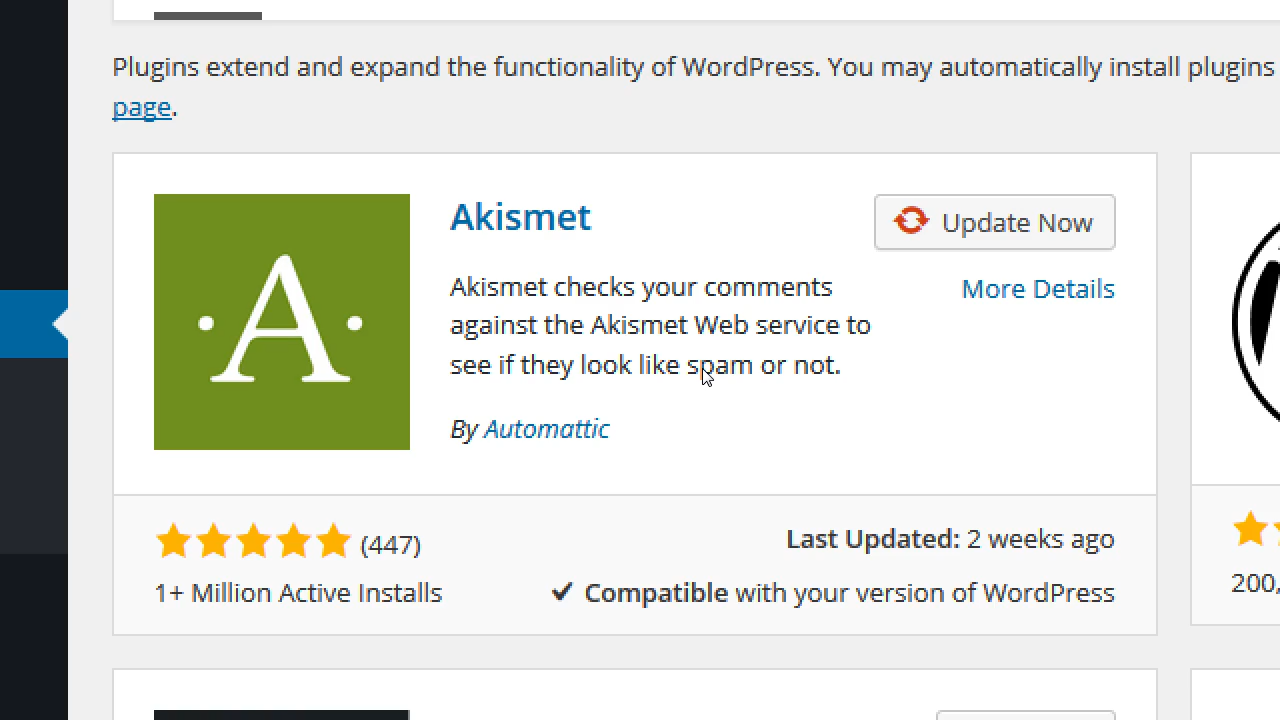 Plugins extend and expand the functionality of WordPress. You may automatically install plugins
page.
Akismet
Update Now
Akismet checks your comments
More Details
against the Akismet Web service to
see if they look like spam or not.
By Automattic
(447)
Last Updated: 2 weeks ago
1+ Million Active Installs
Compatible with your version of WordPress
200,
A